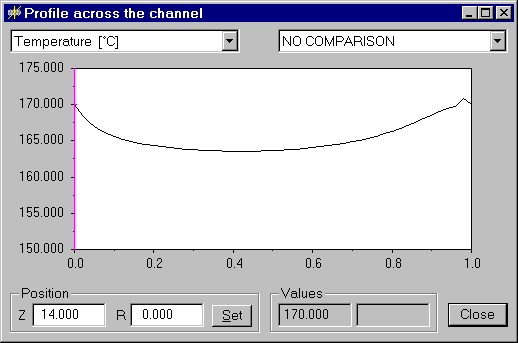 Profile across the channel
Temperature [°C]
NO COMPARISON
175.000
170.000
165.000
160.000
155.000
150.000
0.0 0.2 0.4 0.6 0.8 1.0
Position
Z 14.000 R 0.000 Set
Values
170.000
Close